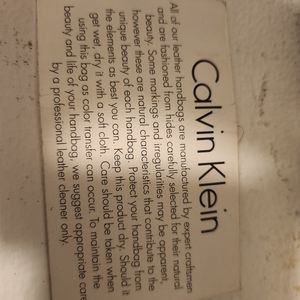 Calvin Klein
All of our leather handbags are manufactured by expert craftsmen
and are fashioned from hides carefully selected for their natural
beauty. Some markings and irregularities may be apparent,
however these are natural characteristics that contribute to the
unique beauty of each handbag. Protect your handbag from
the elements as best you can. Keep this product dry. Should it
get wet, dry it with a soft cloth. Care should be taken when
using this bag as color transfer can occur. To maintain the
beauty and life of your handbag, we suggest appropriate care
by a professional leather cleaner only.